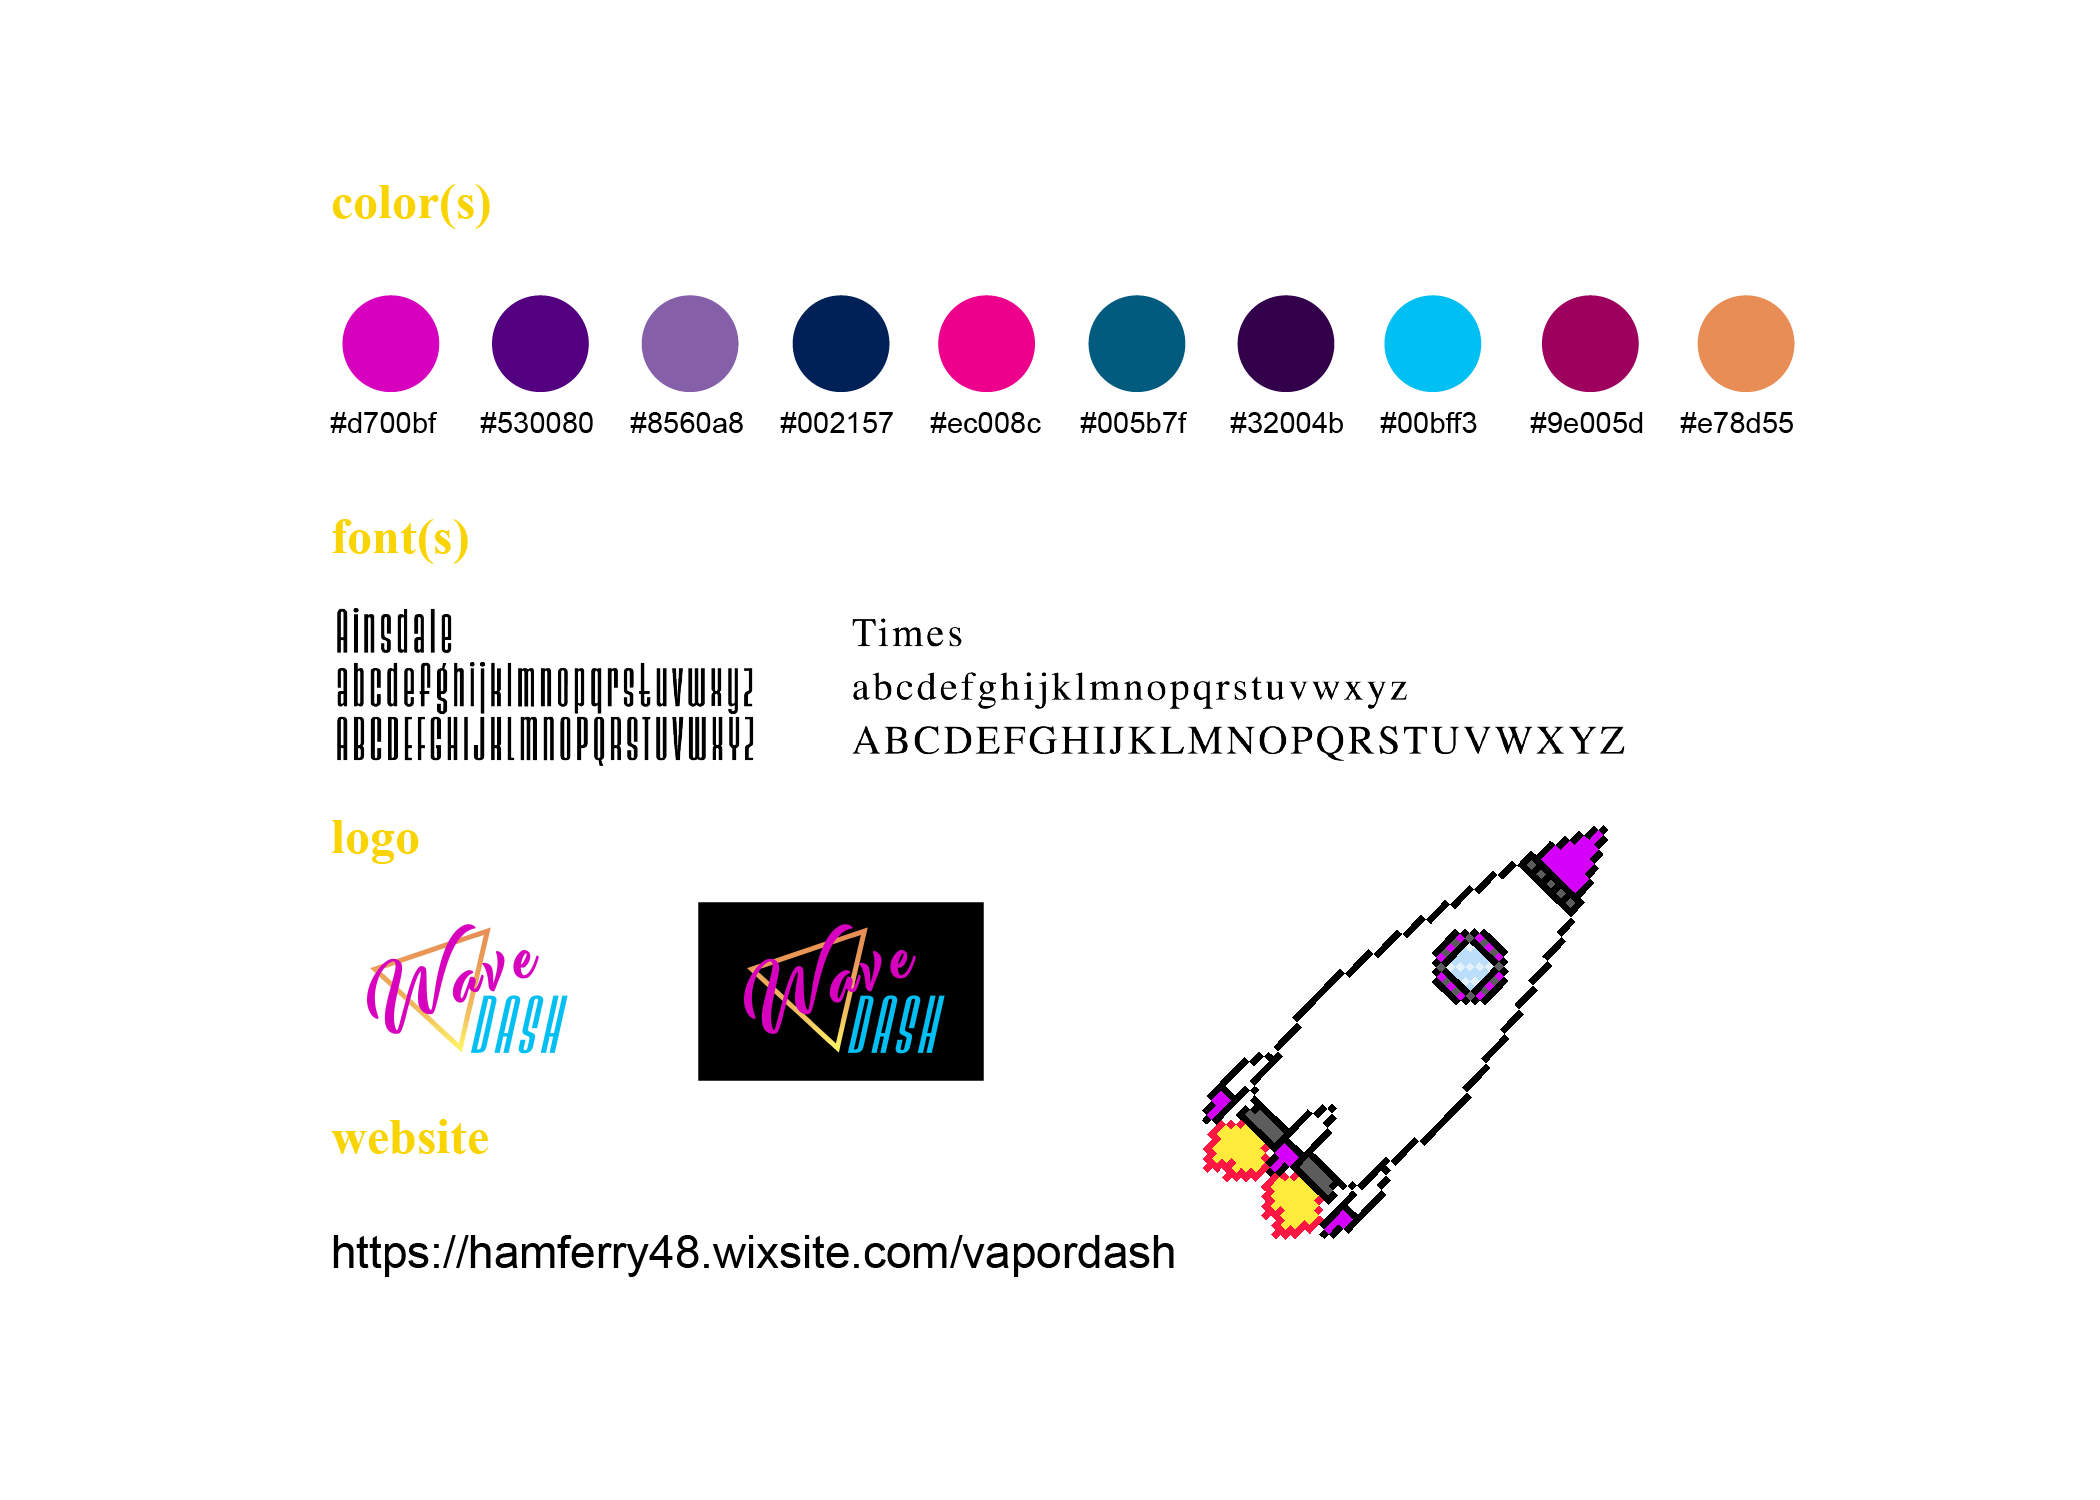 color(s)
#d700bf #530080 #8560a8 #002157 #ec008c #005b7f #32004b #00bff3 #9e005d #e78d55
font(s)
Ainsdale
abcdefghijklmnopqrstuvwxyz
ABCDEFGHIJKLMNOPQRSTUVWXYZ
Times
abcdefghijklmnopqrstuvwxyz
ABCDEFGHIJKLMNOPQRSTUVWXYZ
logo
Wave
DASH
Wave
DASH
website
https://hamferry48.wixsite.com/vapordash